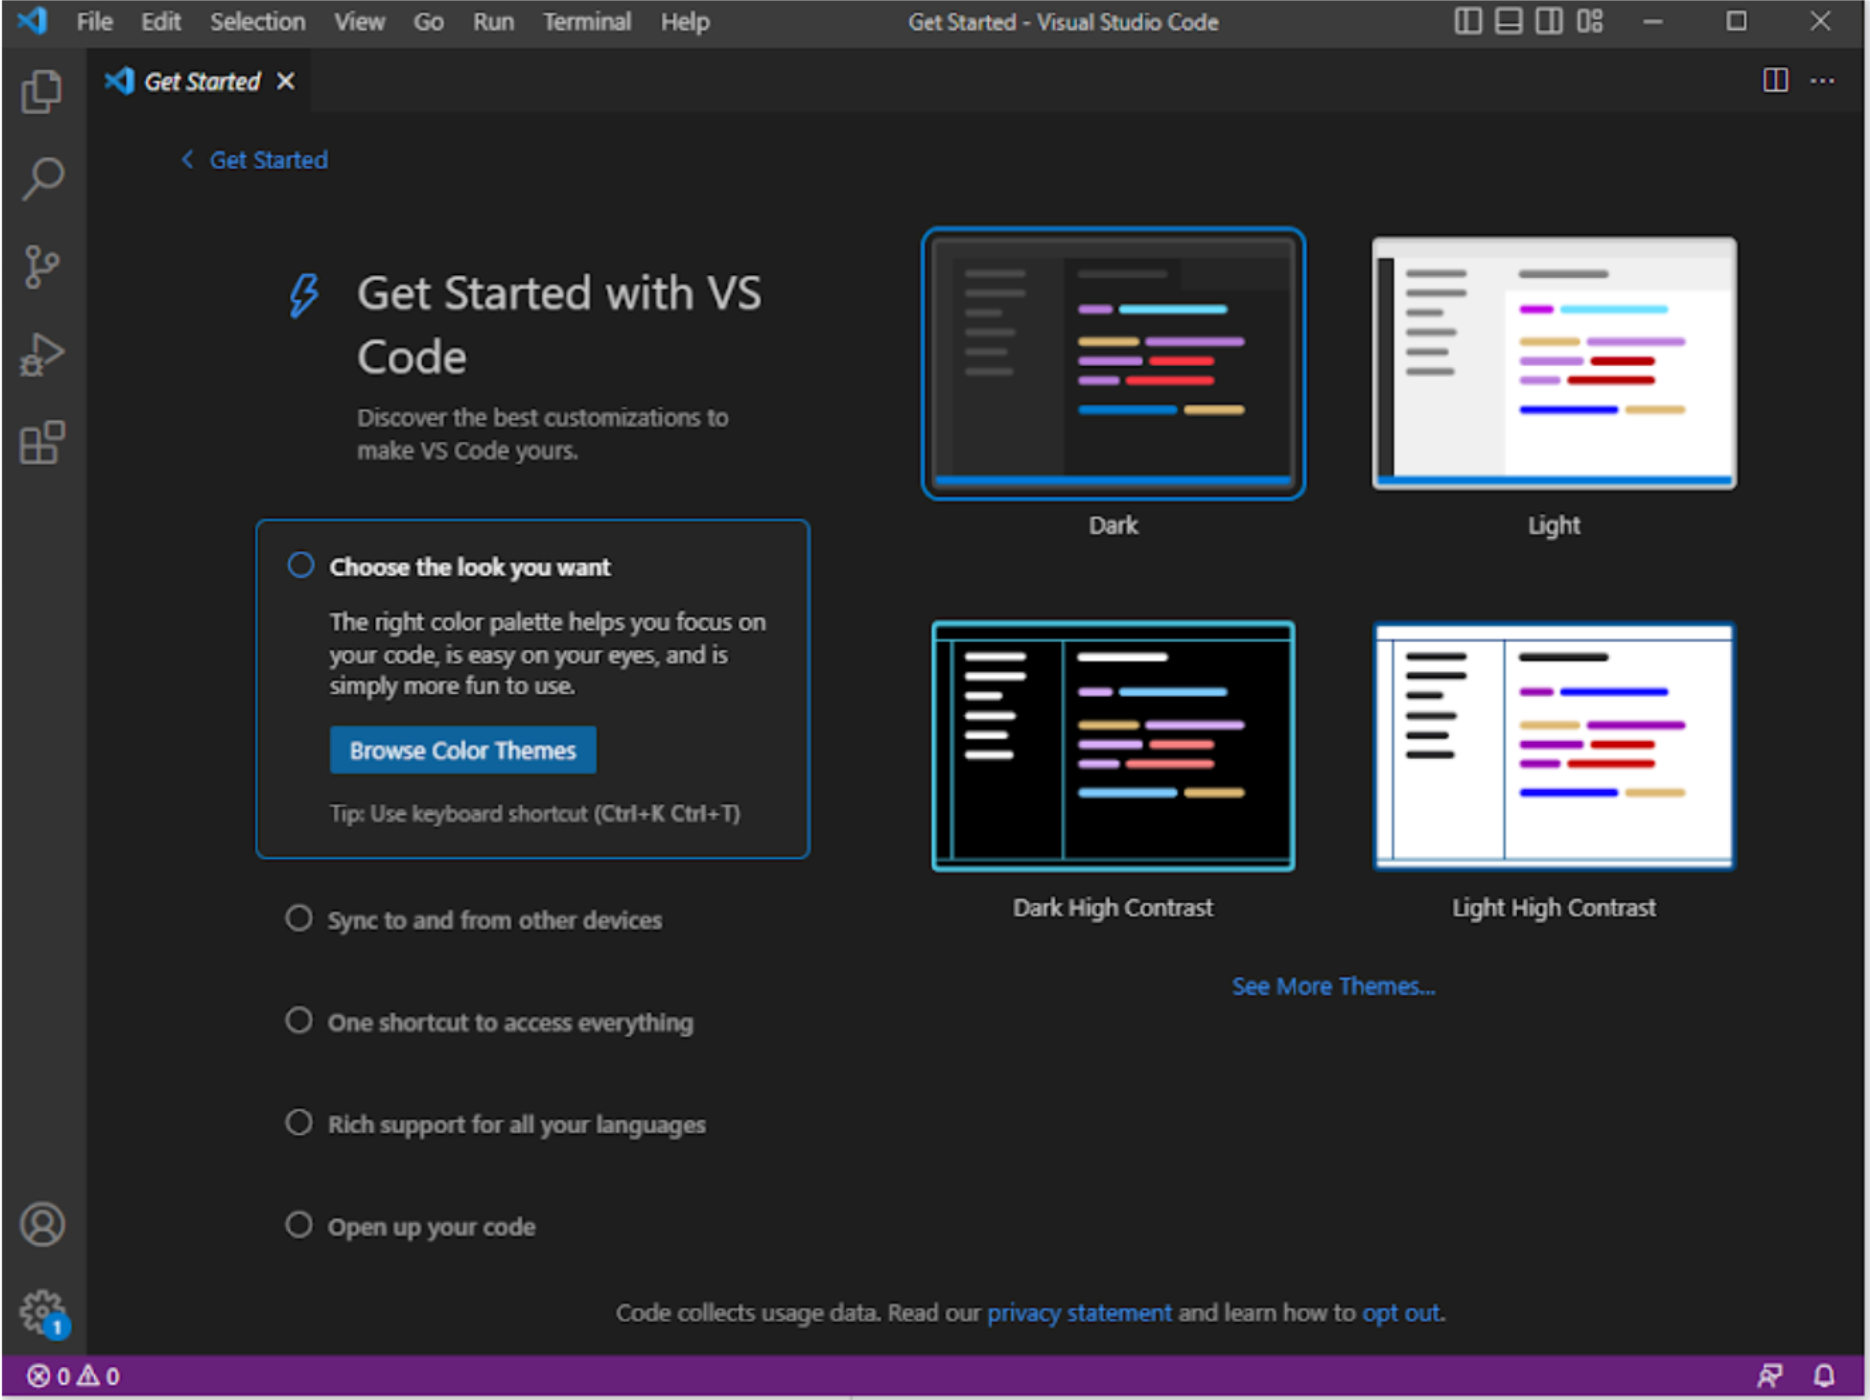 File Edit Selection View Go Run Terminal Help Get Started - Visual Studio Code
Get Started
Get Started
Get Started with VS
Code
Discover the best customizations to
make VS Code yours.
Choose the look you want
The right color palette helps you focus on
your code, is easy on your eyes, and is
simply more fun to use.
Browse Color Themes
Tip: Use keyboard shortcut (Ctrl+K Ctrl+T)
Sync to and from other devices
One shortcut to access everything
Rich support for all your languages
Open up your code
Dark
Light
Dark High Contrast
Light High Contrast
See More Themes...
Code collects usage data. Read our privacy statement and learn how to opt out.
1
0 0